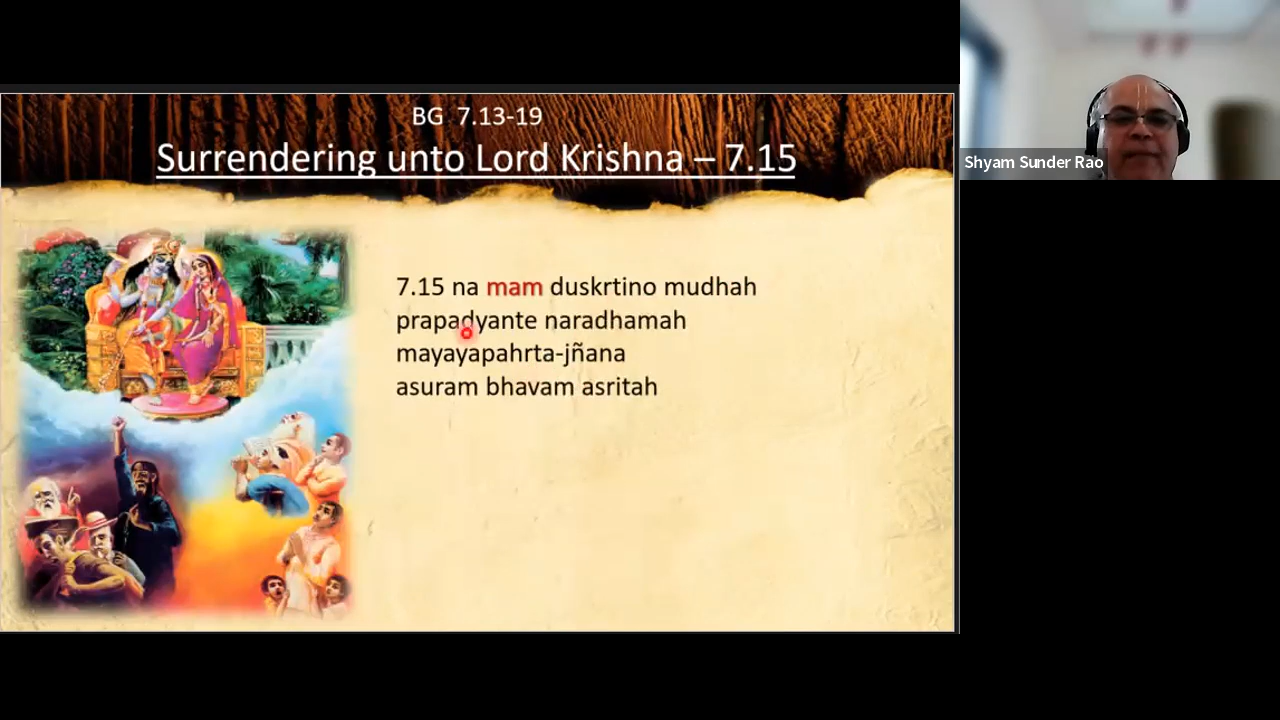 BG 7.13-19
Surrendering unto Lord Krishna – 7.15
7.15 na mam duskrtino mudhah
prapadyante naradhamah
mayayapahrta-jñana
asuram bhavam asritah
Shyam Sunder Rao